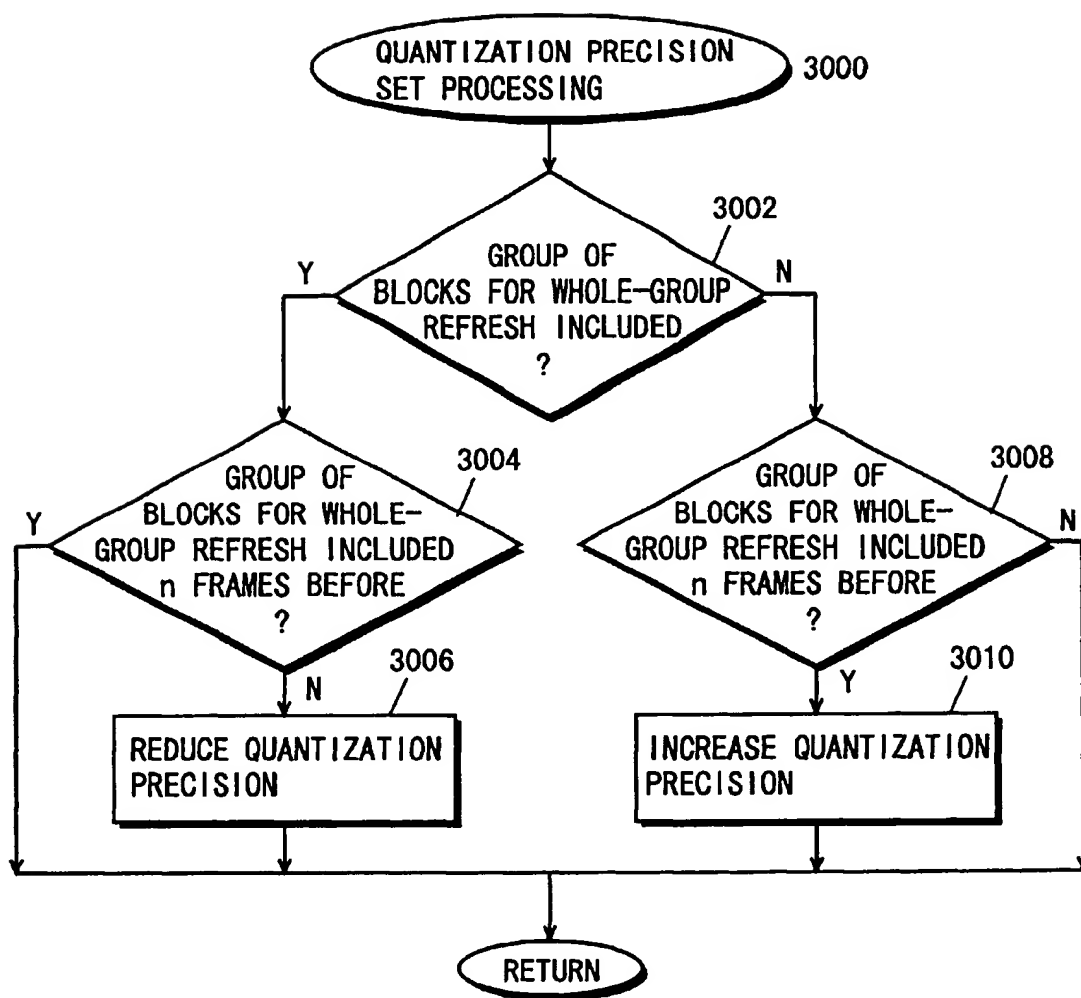 QUANTIZATION PRECISION
SET PROCESSING
3000
3002
GROUP OF
BLOCKS FOR WHOLE-GROUP
REFRESH INCLUDED
?
Y
N
3004
GROUP OF
BLOCKS FOR WHOLE-
GROUP REFRESH INCLUDED
n FRAMES BEFORE
?
Y
N
3008
GROUP OF
BLOCKS FOR WHOLE-
GROUP REFRESH INCLUDED
n FRAMES BEFORE
?
N
Y
3006
REDUCE QUANTIZATION
PRECISION
3010
INCREASE QUANTIZATION
PRECISION
RETURN